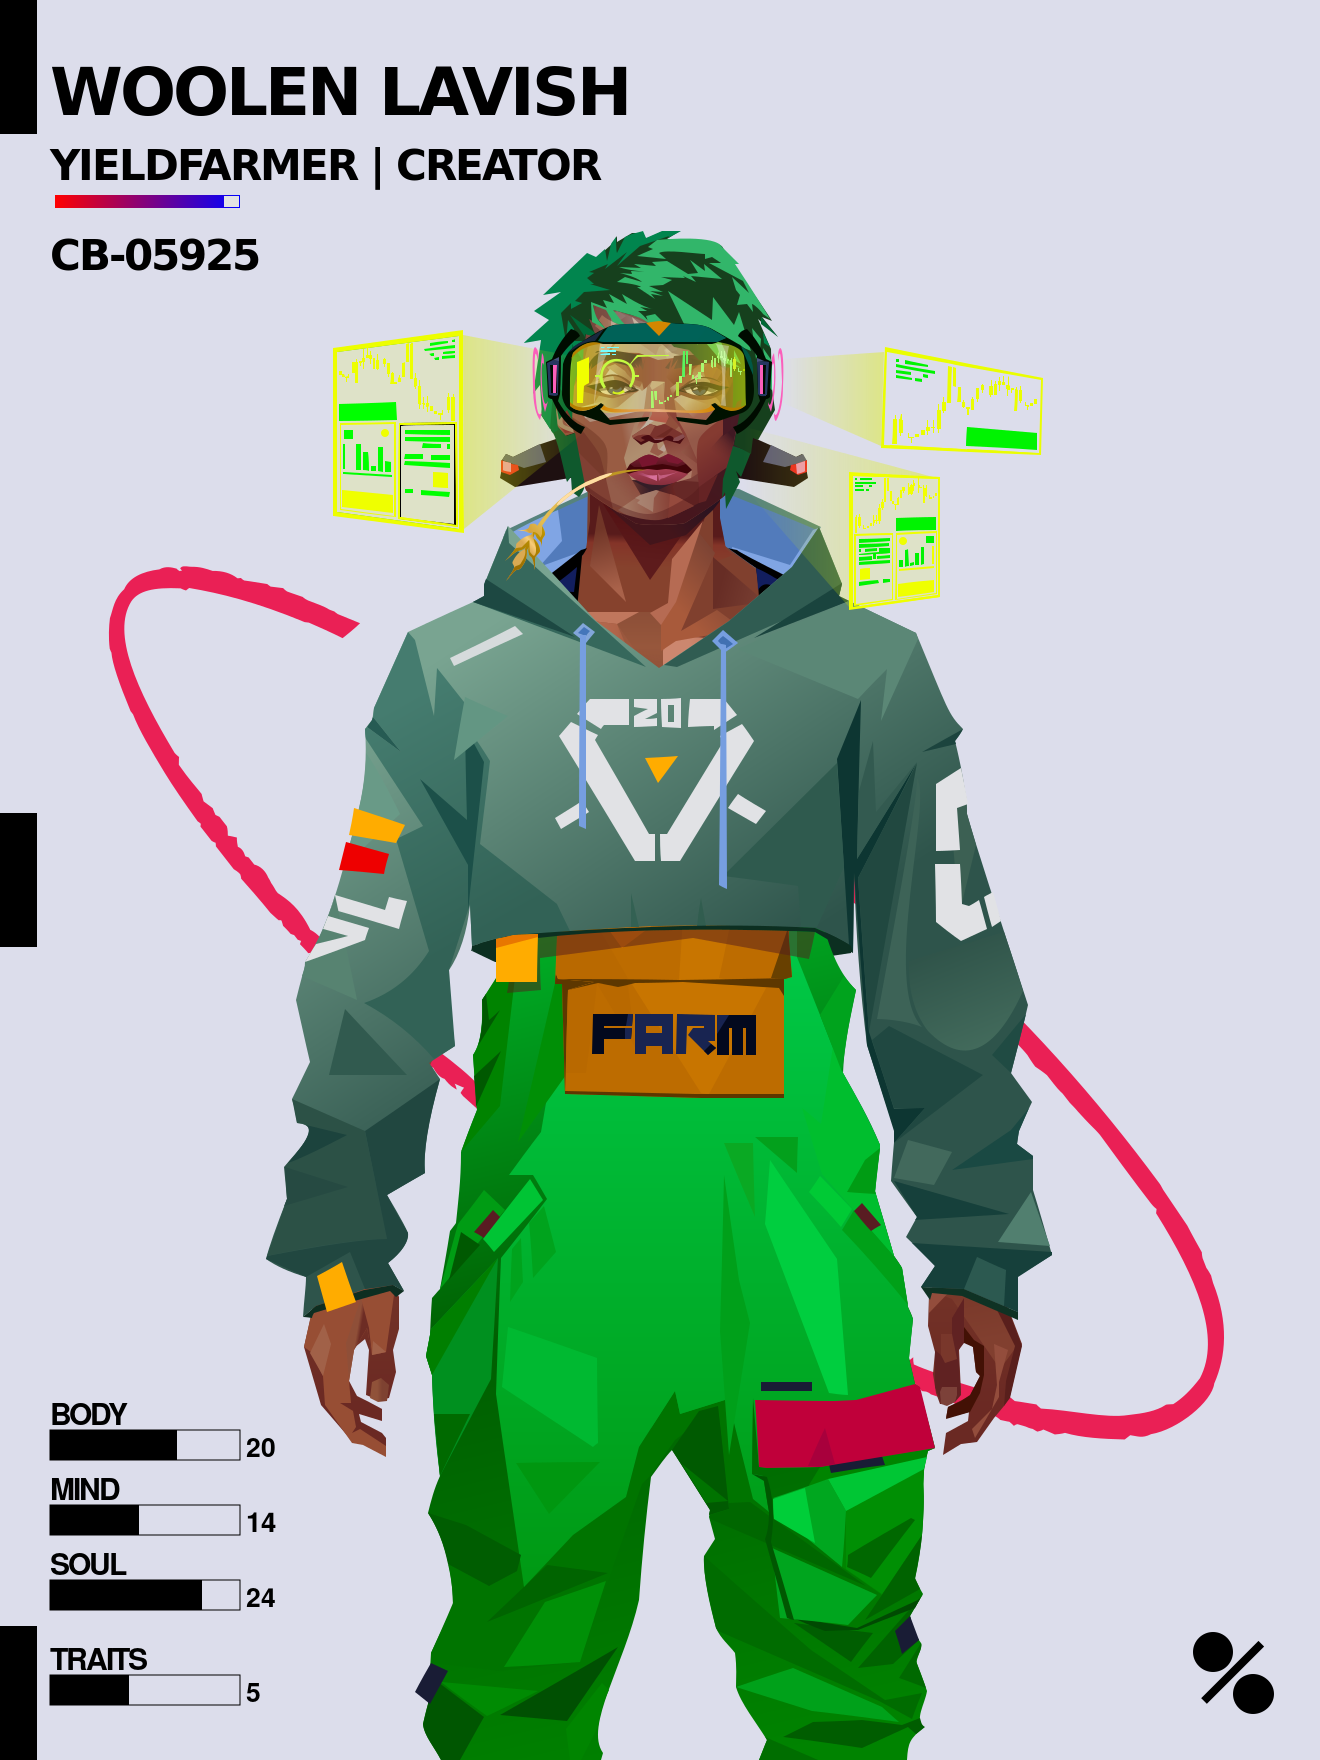 WOOLEN LAVISH
YIELDFARMER | CREATOR
CB-05925
20
FARM
BODY
20
MIND
14
SOUL
24
TRAITS
5